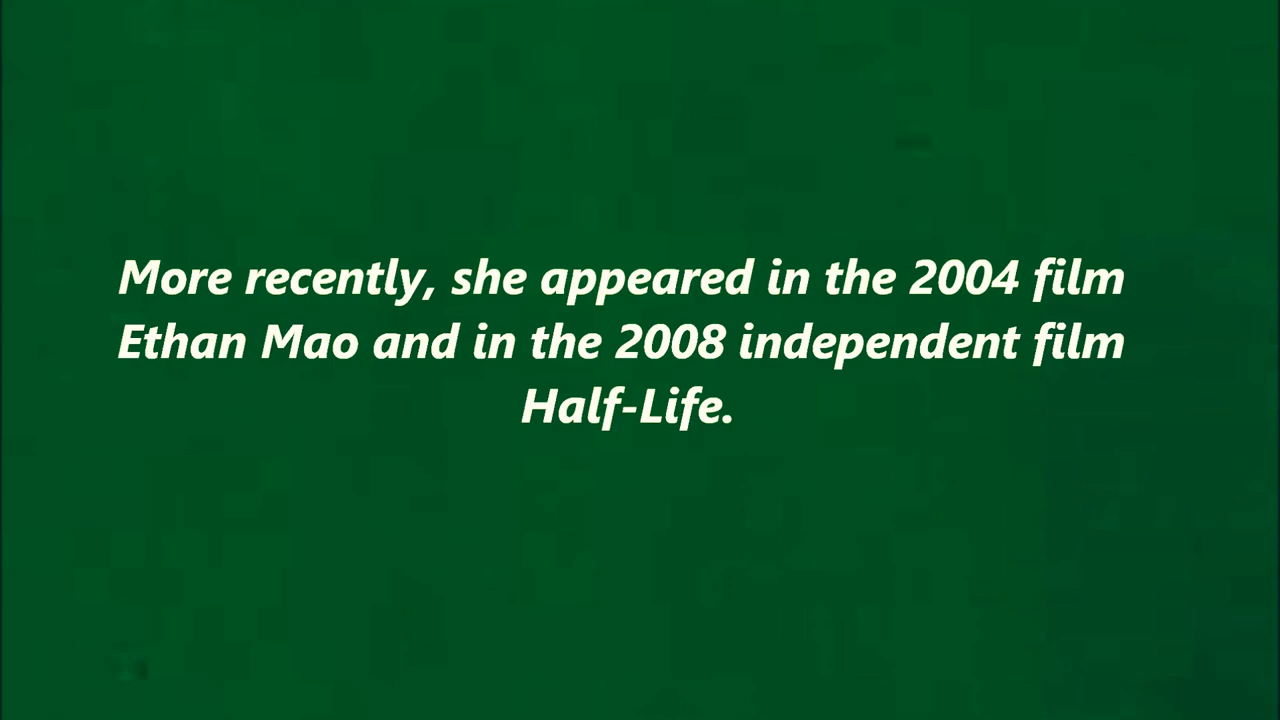 More recently, she appeared in the 2004 film
Ethan Mao and in the 2008 independent film
Half-Life.